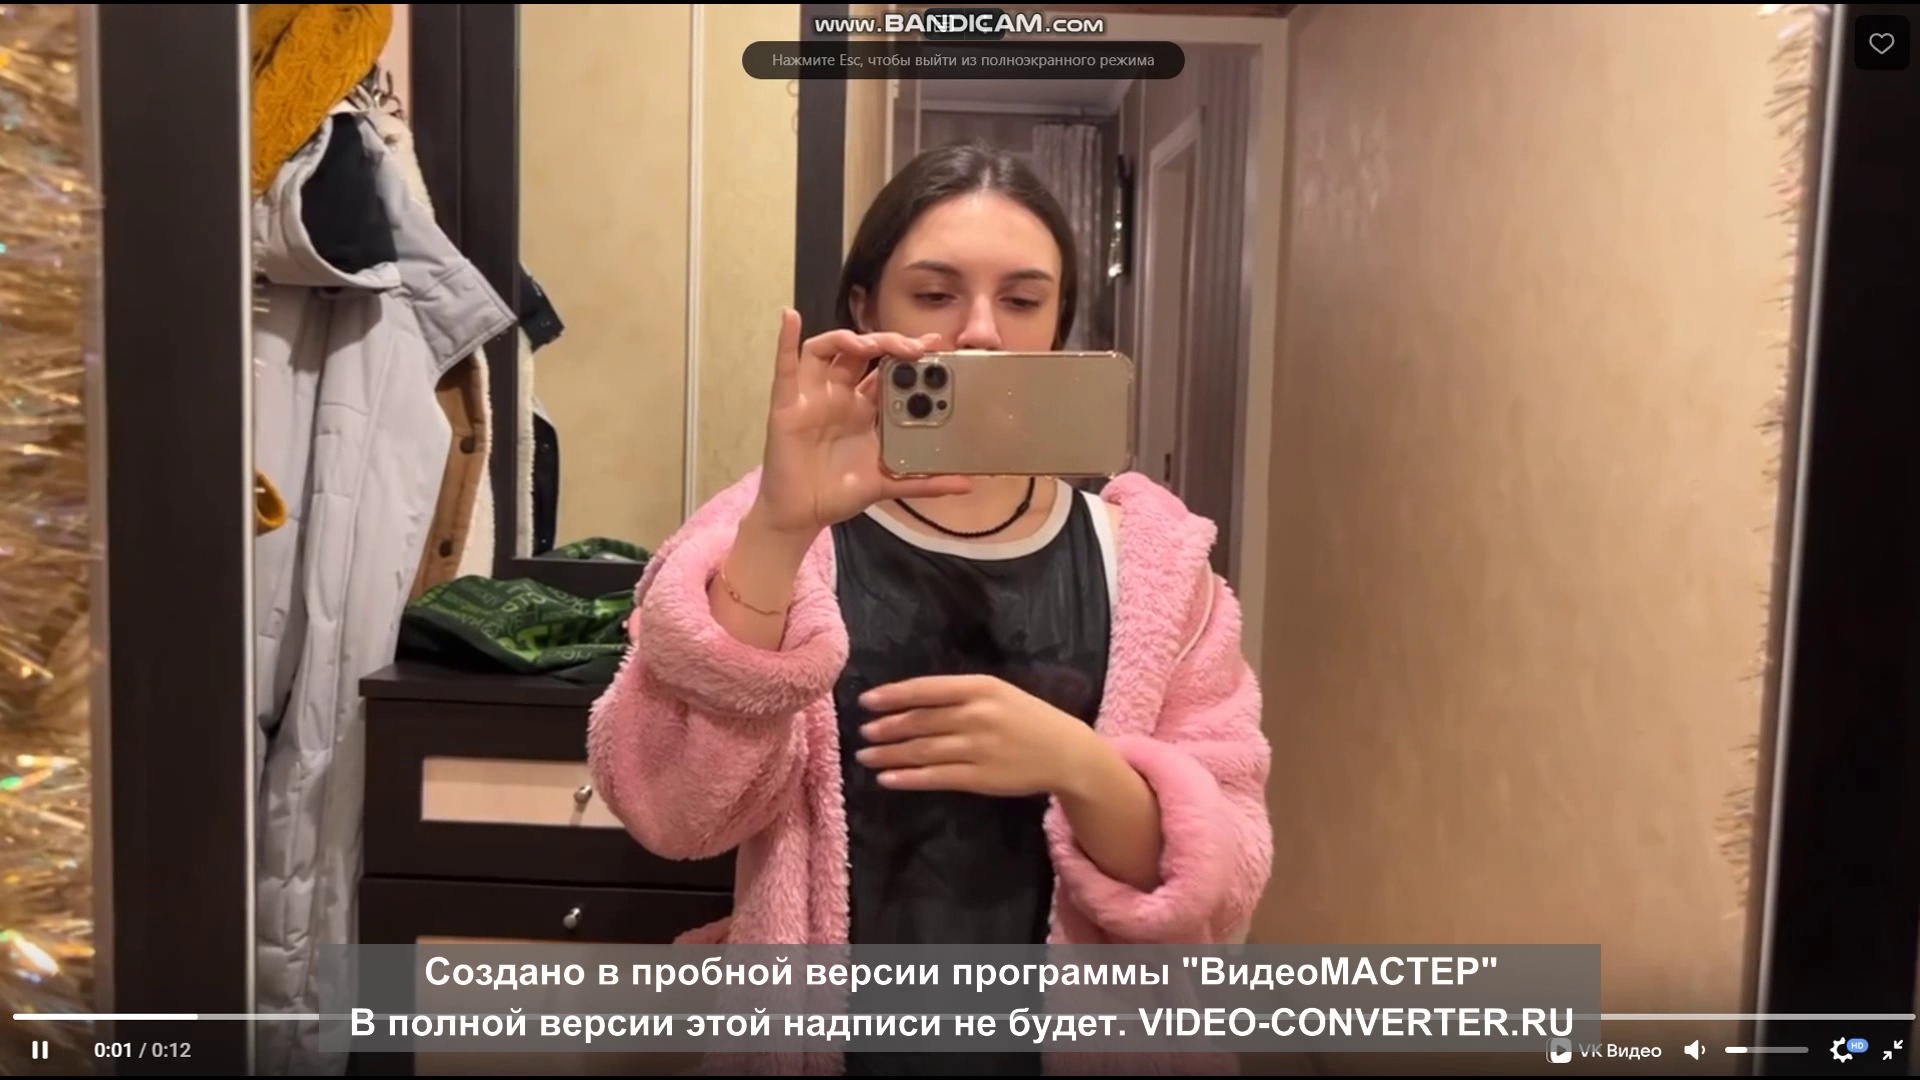 www.BANDICAM.COM
Нажмите Esc, чтобы выйти из полноэкранного режима
Создано в пробной версии программы "ВидеоМАСТЕР"
В полной версии этой надписи не будет. VIDEO-CONVERTER.RU
0:01 / 0:12
VK Видео
HD